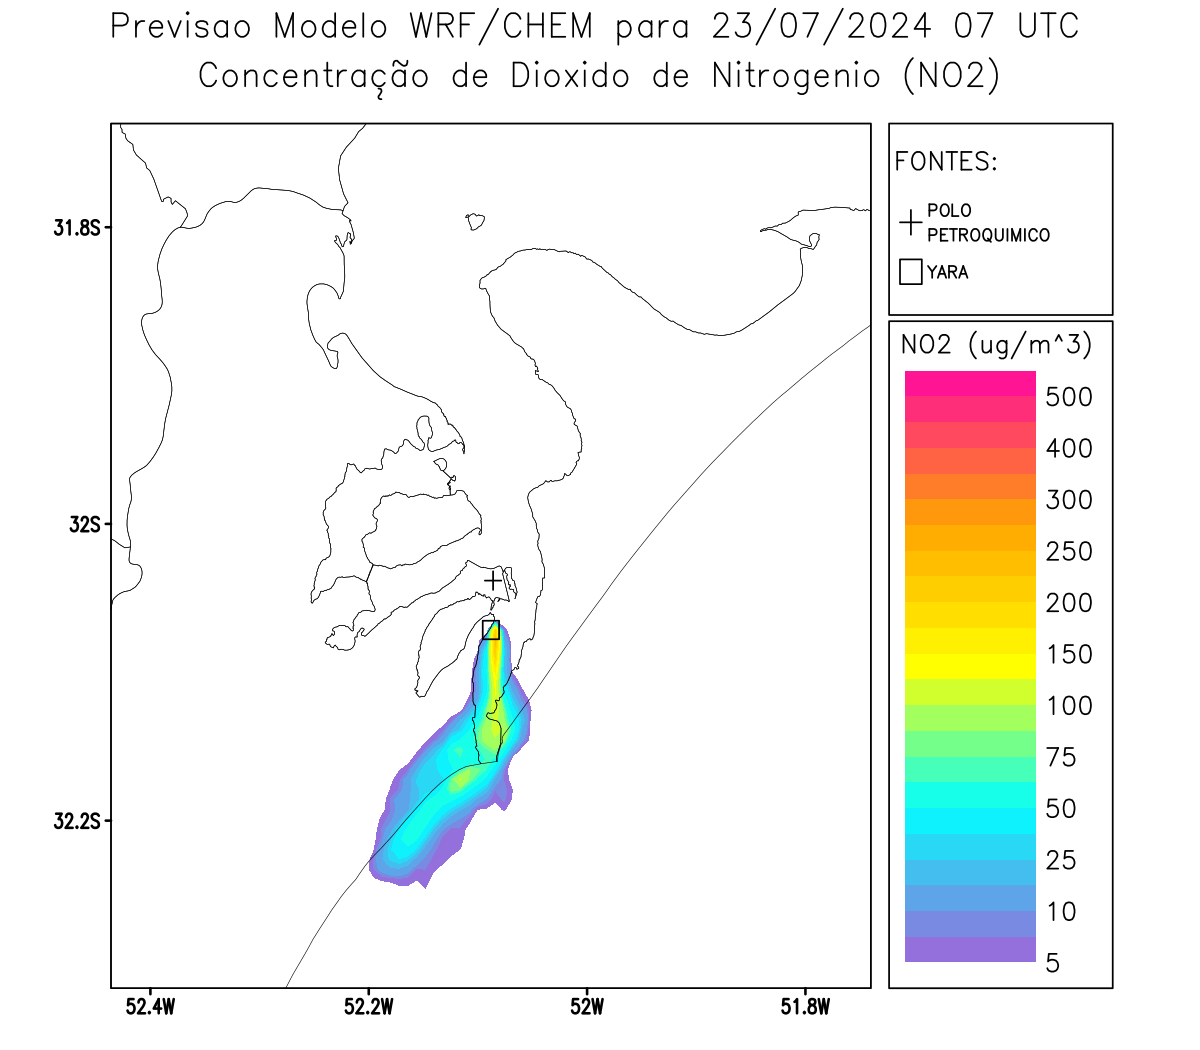 Previsao Modelo WRF/CHEM para 23/07/2024 07 UTC
Concentração de Dioxido de Nitrogenio (NO2)
FONTES:
POLO
PETROQUIMICO
YARA
NO2 (ug/m^3)
500
400
300
250
200
150
100
75
50
25
10
5
31.8S
32S
32.2S
52.4W
52.2W
52W
51.8W